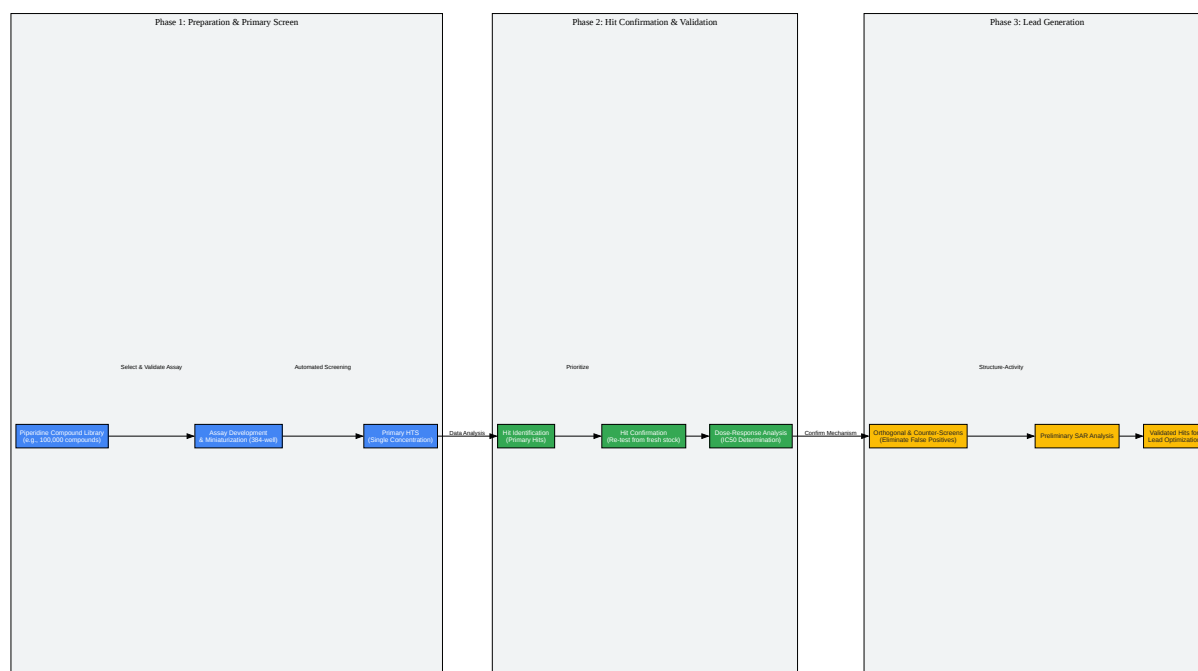 Phase 1: Preparation & Primary Screen
Phase 2: Hit Confirmation & Validation
Phase 3: Lead Generation
Select & Validate Assay
Automated Screening
Prioritize
Structure-Activity
Piperidine Compound Library
(e.g., 100,000 compounds)
Assay Development
& Miniaturization (384-well)
Primary HTS
(Single Concentration)
Data Analysis
Hit Identification
(Primary Hits)
Hit Confirmation
(Re-test from fresh stock)
Dose-Response Analysis
(IC50 Determination)
Confirm Mechanism
Orthogonal & Counter-Screens
(Eliminate False Positives)
Preliminary SAR Analysis
Validated Hits for
Lead Optimization